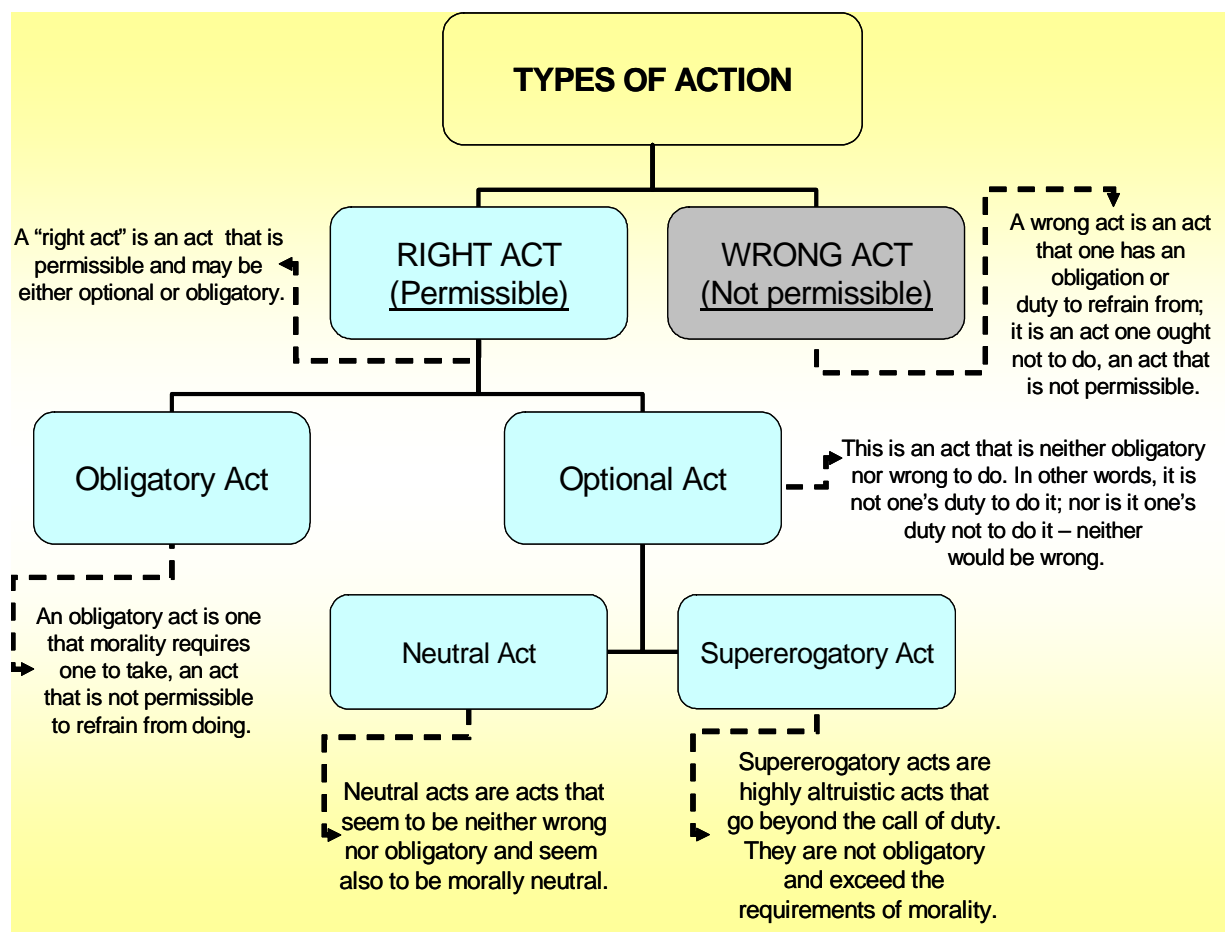 TYPES OF ACTION
A “right act” is an act that is
permissible and may be
either optional or obligatory.
RIGHT ACT
(Permissible)
WRONG ACT
(Not permissible)
A wrong act is an act
that one has an
obligation or
duty to refrain from;
it is an act one ought
not to do, an act that
is not permissible.
Obligatory Act
Optional Act
This is an act that is neither obligatory
nor wrong to do. In other words, it is
not one’s duty to do it; nor is it one’s
duty not to do it – neither
would be wrong.
An obligatory act is one
that morality requires
one to take, an act
that is not permissible
to refrain from doing.
Neutral Act
Supererogatory Act
Neutral acts are acts that
seem to be neither wrong
nor obligatory and seem
also to be morally neutral.
Supererogatory acts are
highly altruistic acts that
go beyond the call of duty.
They are not obligatory
and exceed the
requirements of morality.